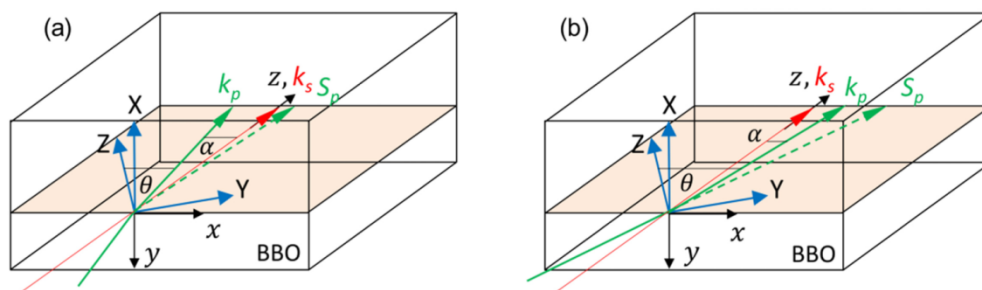 (a)
k_p
z, k_s
S_p
X
Z
α
θ
Y
x
y
BBO
(b)
z, k_s
k_p
S_p
X
α
Z
θ
Y
x
y
BBO